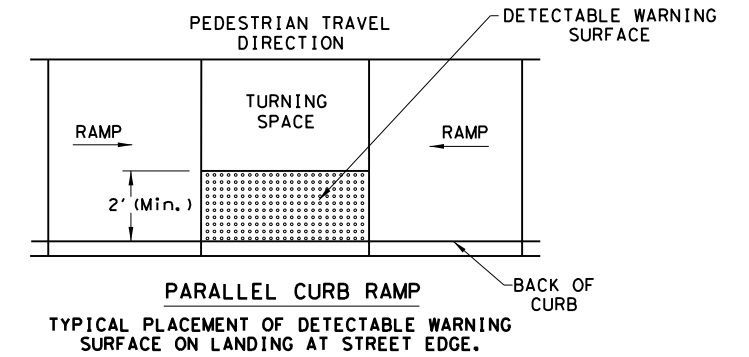 PEDESTRIAN TRAVEL
DIRECTION
DETECTABLE WARNING
SURFACE
TURNING
SPACE
RAMP
RAMP
2' (Min.)
BACK OF
CURB
PARALLEL CURB RAMP
TYPICAL PLACEMENT OF DETECTABLE WARNING
SURFACE ON LANDING AT STREET EDGE.